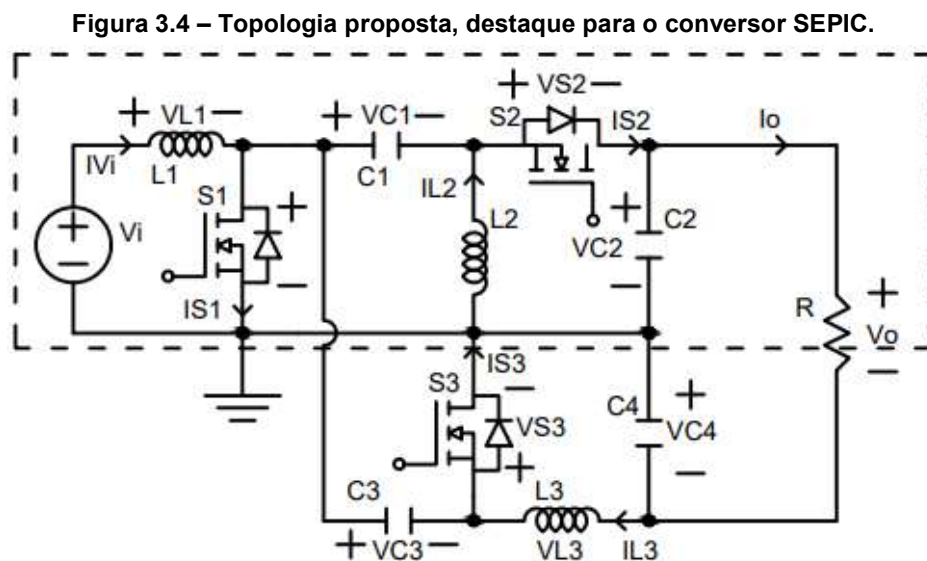 Figura 3.4 – Topologia proposta, destaque para o conversor SEPIC.
+ VL1 –
+ VC1 –
+ VS2 –
S2
IS2
Io
IVi
L1
C1
S1
+
IL2
L2
+
C2
+
Vi
–
VC2
–
IS1
–
R
+
Vo
–
IS3
S3
–
VS3
+
C4
+
VC4
–
C3
L3
+ VC3 –
VL3
IL3